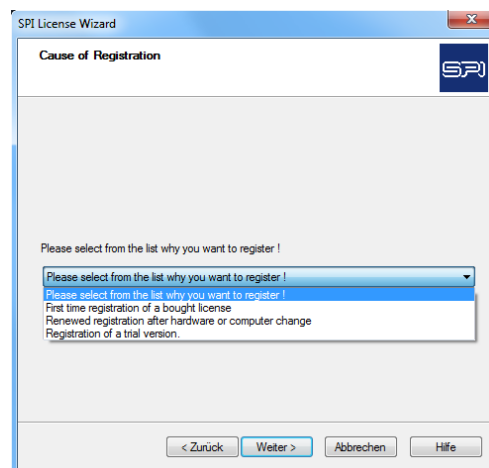 SPI License Wizard
Cause of Registration
SPI
Please select from the list why you want to register !
Please select from the list why you want to register !
Please select from the list why you want to register !
First time registration of a bought license
Renewed registration after hardware or computer change
Registration of a trial version.
< Zurück Weiter > Abbrechen Hilfe